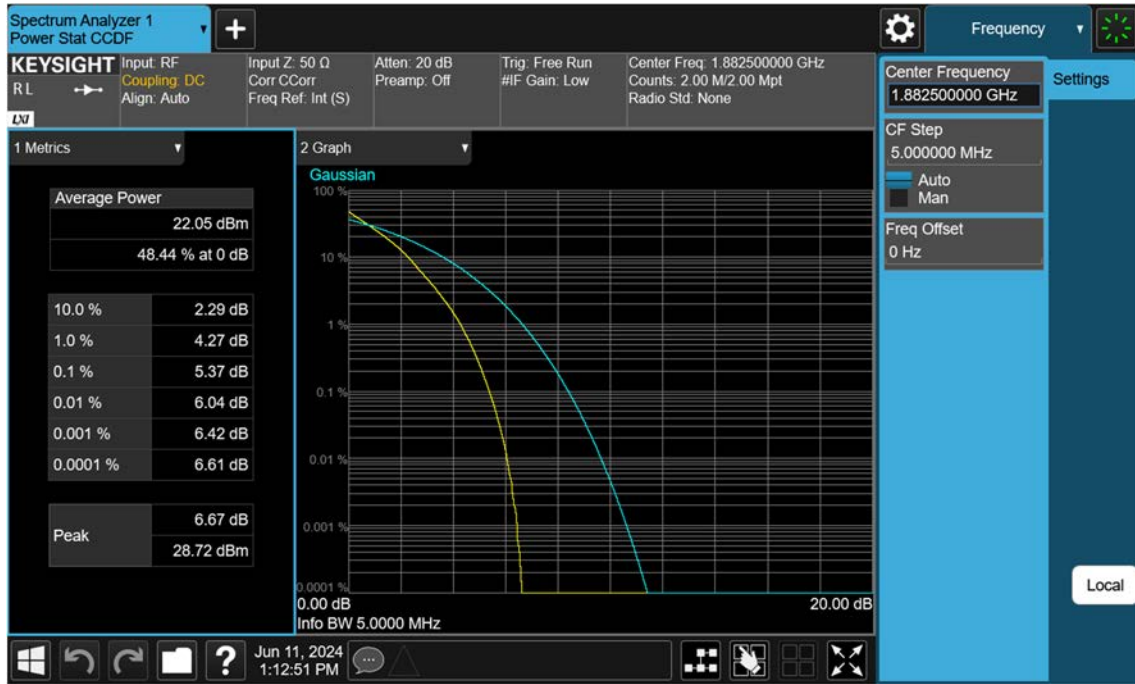 Spectrum Analyzer 1
Power Stat CCDF
+
Frequency
KEYSIGHT
RL
LXI
Input: RF
Coupling: DC
Align: Auto
Input Z: 50 Ω
Corr CCorr
Freq Ref: Int (S)
Atten: 20 dB
Preamp: Off
Trig: Free Run
#IF Gain: Low
Center Freq: 1.882500000 GHz
Counts: 2.00 M/2.00 Mpt
Radio Std: None
Center Frequency
1.882500000 GHz
Settings
CF Step
5.000000 MHz
Auto
Man
Freq Offset
0 Hz
1 Metrics
Average Power
22.05 dBm
48.44 % at 0 dB
10.0 % 2.29 dB
1.0 % 4.27 dB
0.1 % 5.37 dB
0.01 % 6.04 dB
0.001 % 6.42 dB
0.0001 % 6.61 dB
Peak
6.67 dB
28.72 dBm
2 Graph
Gaussian
100 %
10 %
1 %
0.1 %
0.01 %
0.001 %
0.0001 %
0.00 dB 20.00 dB
Info BW 5.0000 MHz
Local
?
Jun 11, 2024
1:12:51 PM